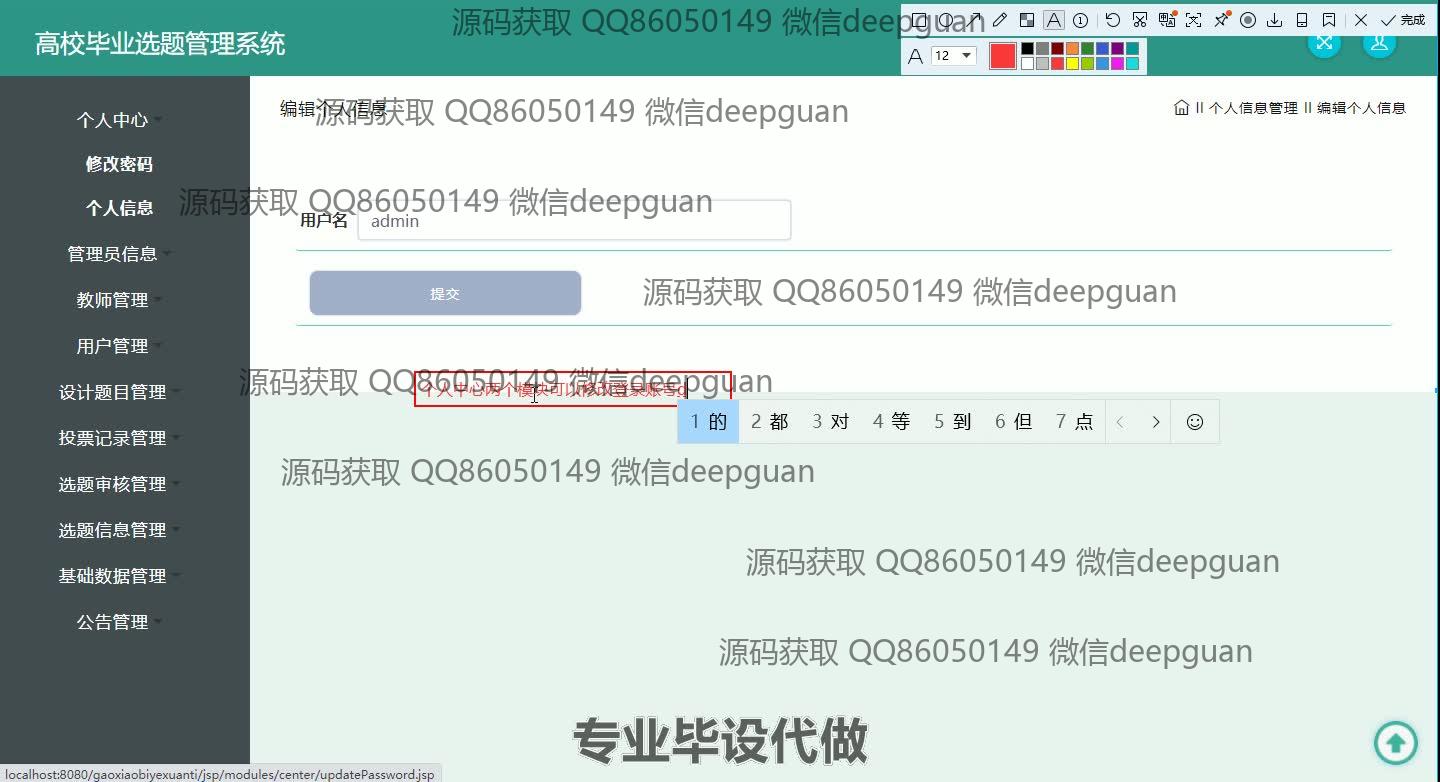 源码获取 QQ86050149 微信deepguan
完成
高校毕业选题管理系统
12
编辑个人信息
源码获取 QQ86050149 微信deepguan
II 个人信息管理 II 编辑个人信息
个人中心
修改密码
个人信息
管理员信息
教师管理
用户管理
设计题目管理
投票记录管理
选题审核管理
选题信息管理
基础数据管理
公告管理
源码获取 QQ86050149 微信deepguan
用户名 admin
提交
源码获取 QQ86050149 微信deepguan
源码获取 QQ86050149 微信deepguan
个人中心两个模块可以修改登录账号d
1 的 2 都 3 对 4 等 5 到 6 但 7 点
源码获取 QQ86050149 微信deepguan
源码获取 QQ86050149 微信deepguan
源码获取 QQ86050149 微信deepguan
专业毕设代做
localhost:8080/gaoxiaobiyexuanti/jsp/modules/center/updatePassword.jsp